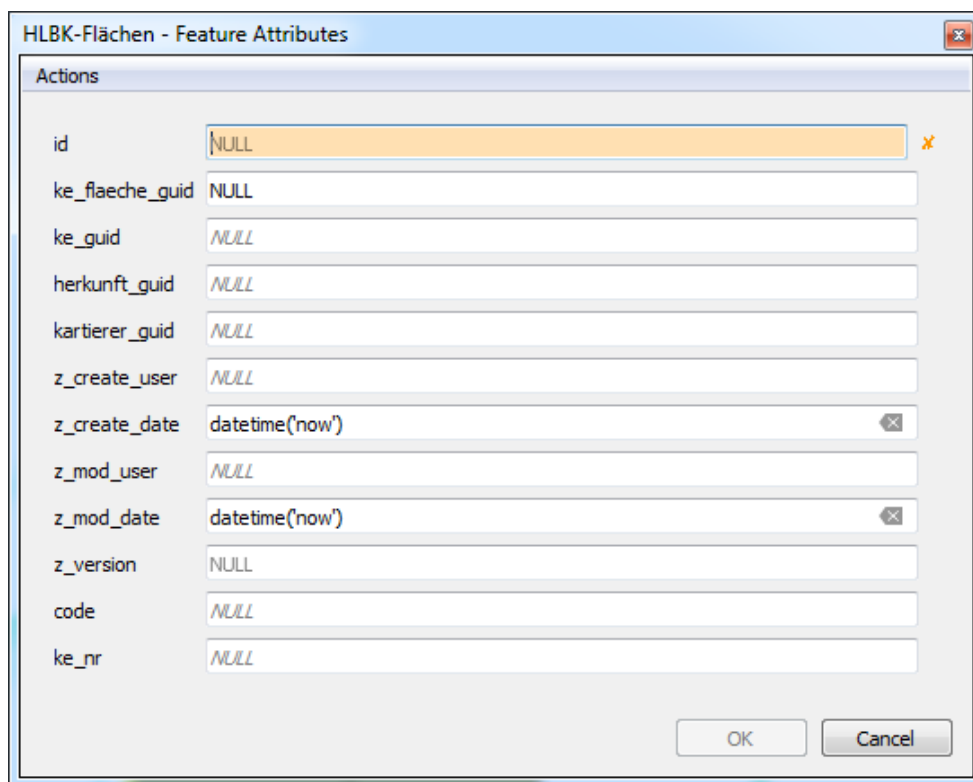 HLBK-Flächen - Feature Attributes
Actions
id NULL
ke_flaeche_guid NULL
ke_guid NULL
herkunft_guid NULL
kartierer_guid NULL
z_create_user NULL
z_create_date datetime('now')
z_mod_user NULL
z_mod_date datetime('now')
z_version NULL
code NULL
ke_nr NULL
OK Cancel